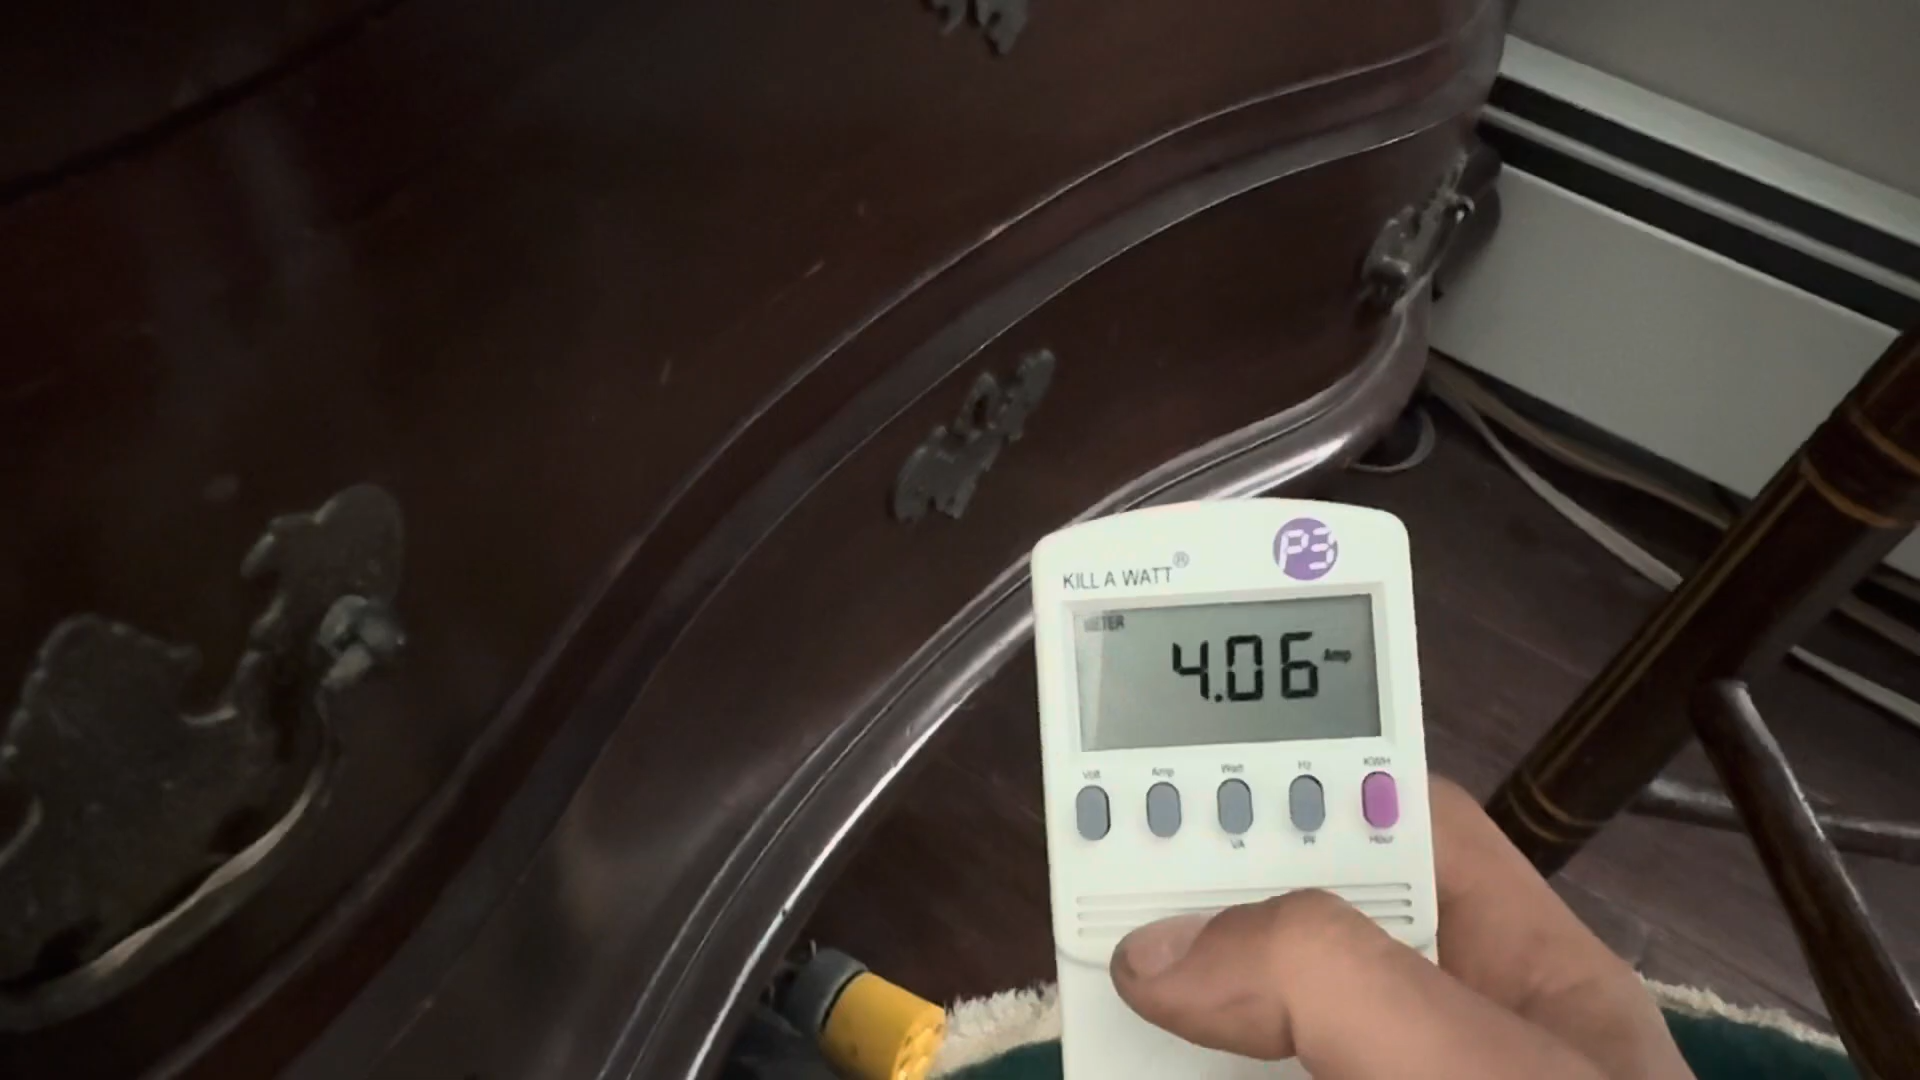 P3
KILL A WATT®
METER
4.06 Amp
Volt Amp Watt Hz KWH
VA PF Hour